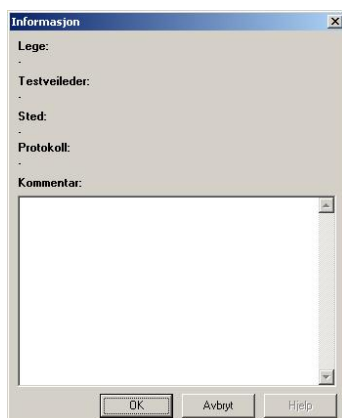 Informasjon
Lege:
-
Testveileder:
-
Sted:
-
Protokoll:
-
Kommentar:
OK Avbryt Hjelp